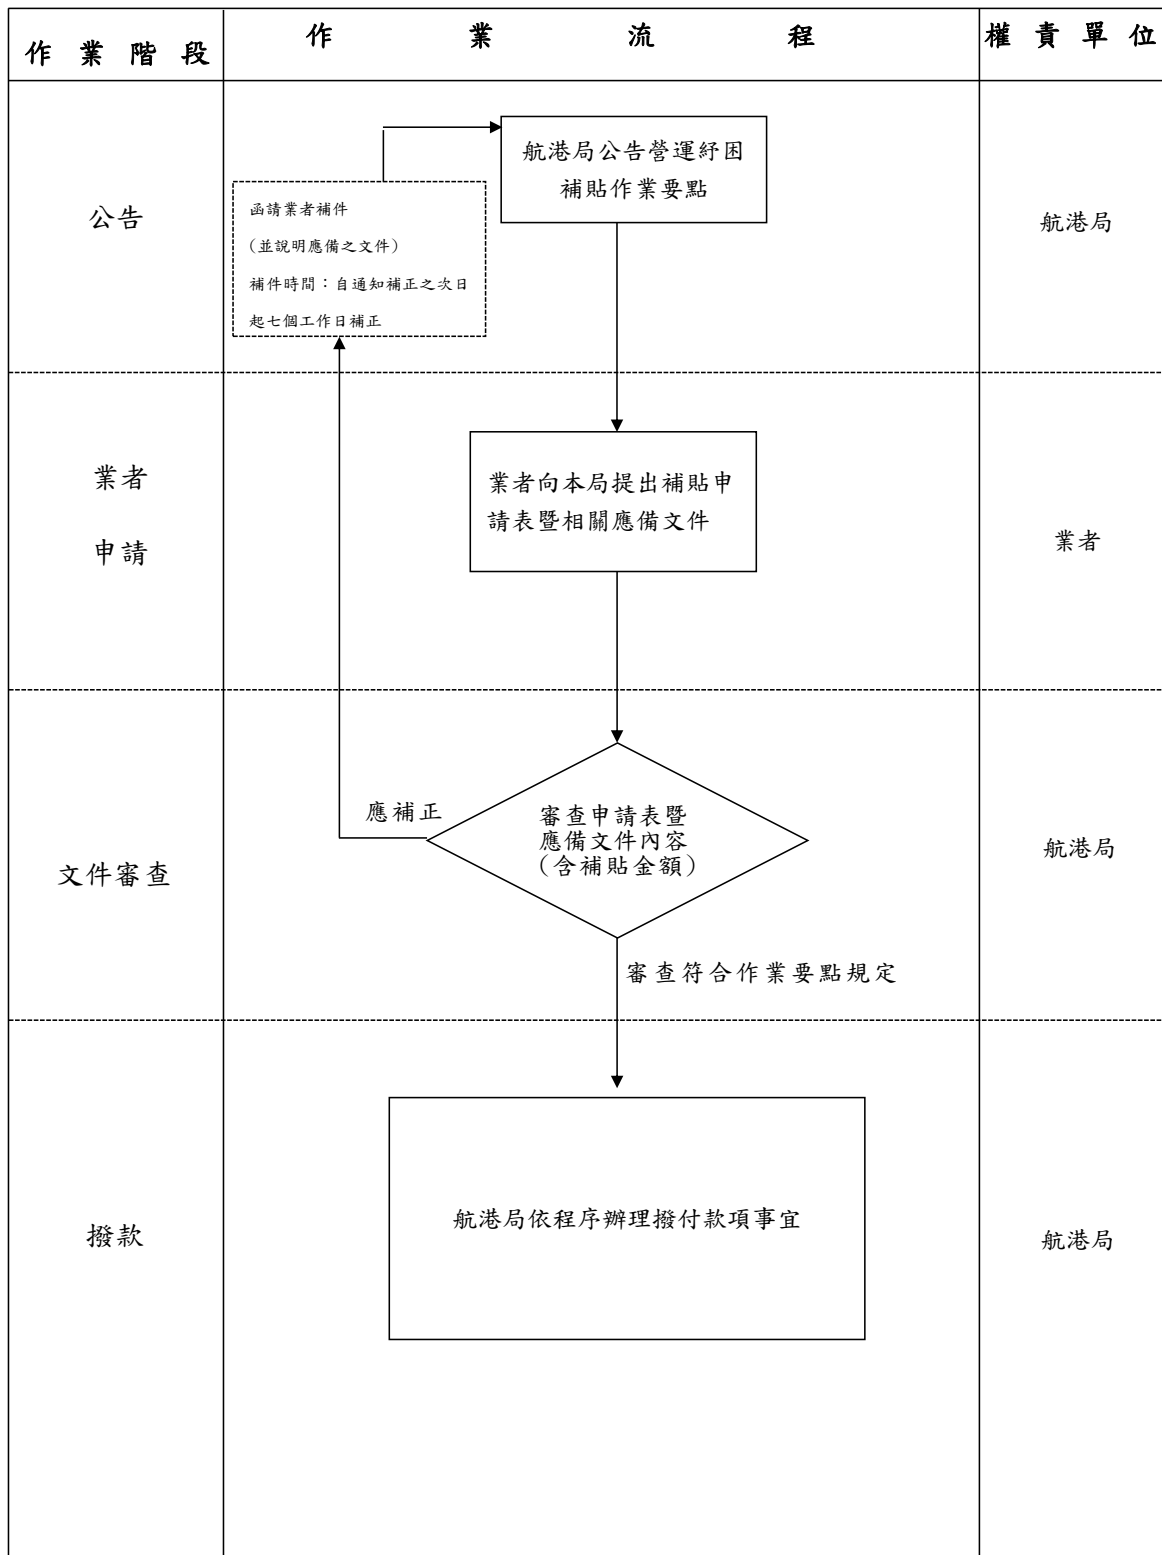 作業階段
作業流程
權責單位
公告
航港局公告營運紓困
補貼作業要點
函請業者補件
(並說明應備之文件)
補件時間：自通知補正之次日
起七個工作日補正
航港局
業者
申請
業者向本局提出補貼申
請表暨相關應備文件
業者
文件審查
應補正
審查申請表暨
應備文件內容
(含補貼金額)
審查符合作業要點規定
航港局
撥款
航港局依程序辦理撥付款項事宜
航港局